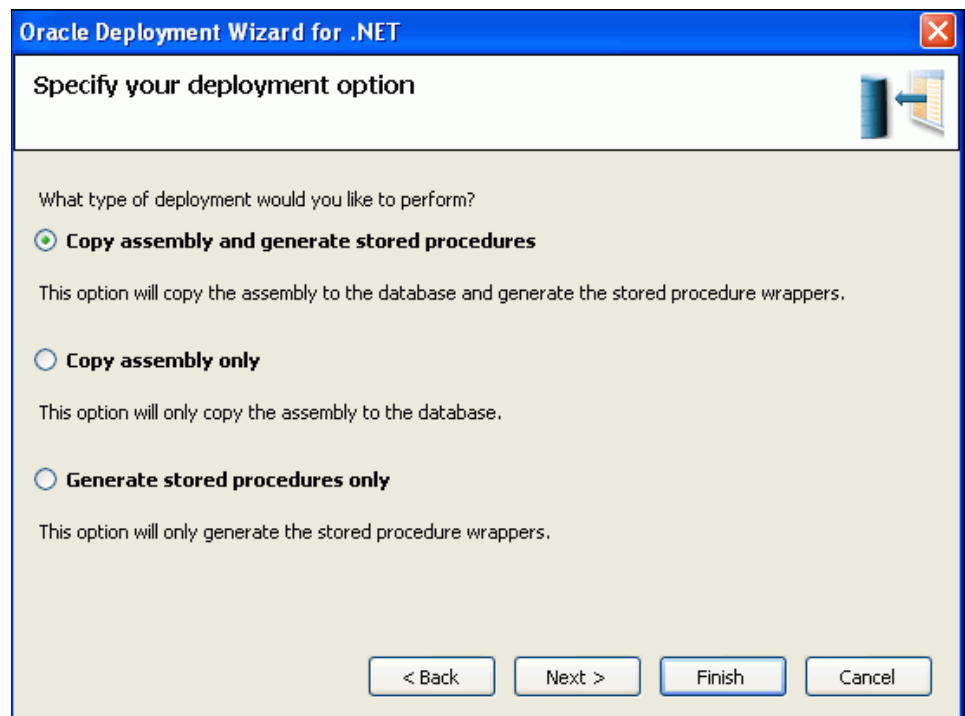 Oracle Deployment Wizard for .NET
Specify your deployment option
What type of deployment would you like to perform?
Copy assembly and generate stored procedures
This option will copy the assembly to the database and generate the stored procedure wrappers.
Copy assembly only
This option will only copy the assembly to the database.
Generate stored procedures only
This option will only generate the stored procedure wrappers.
< Back Next > Finish Cancel